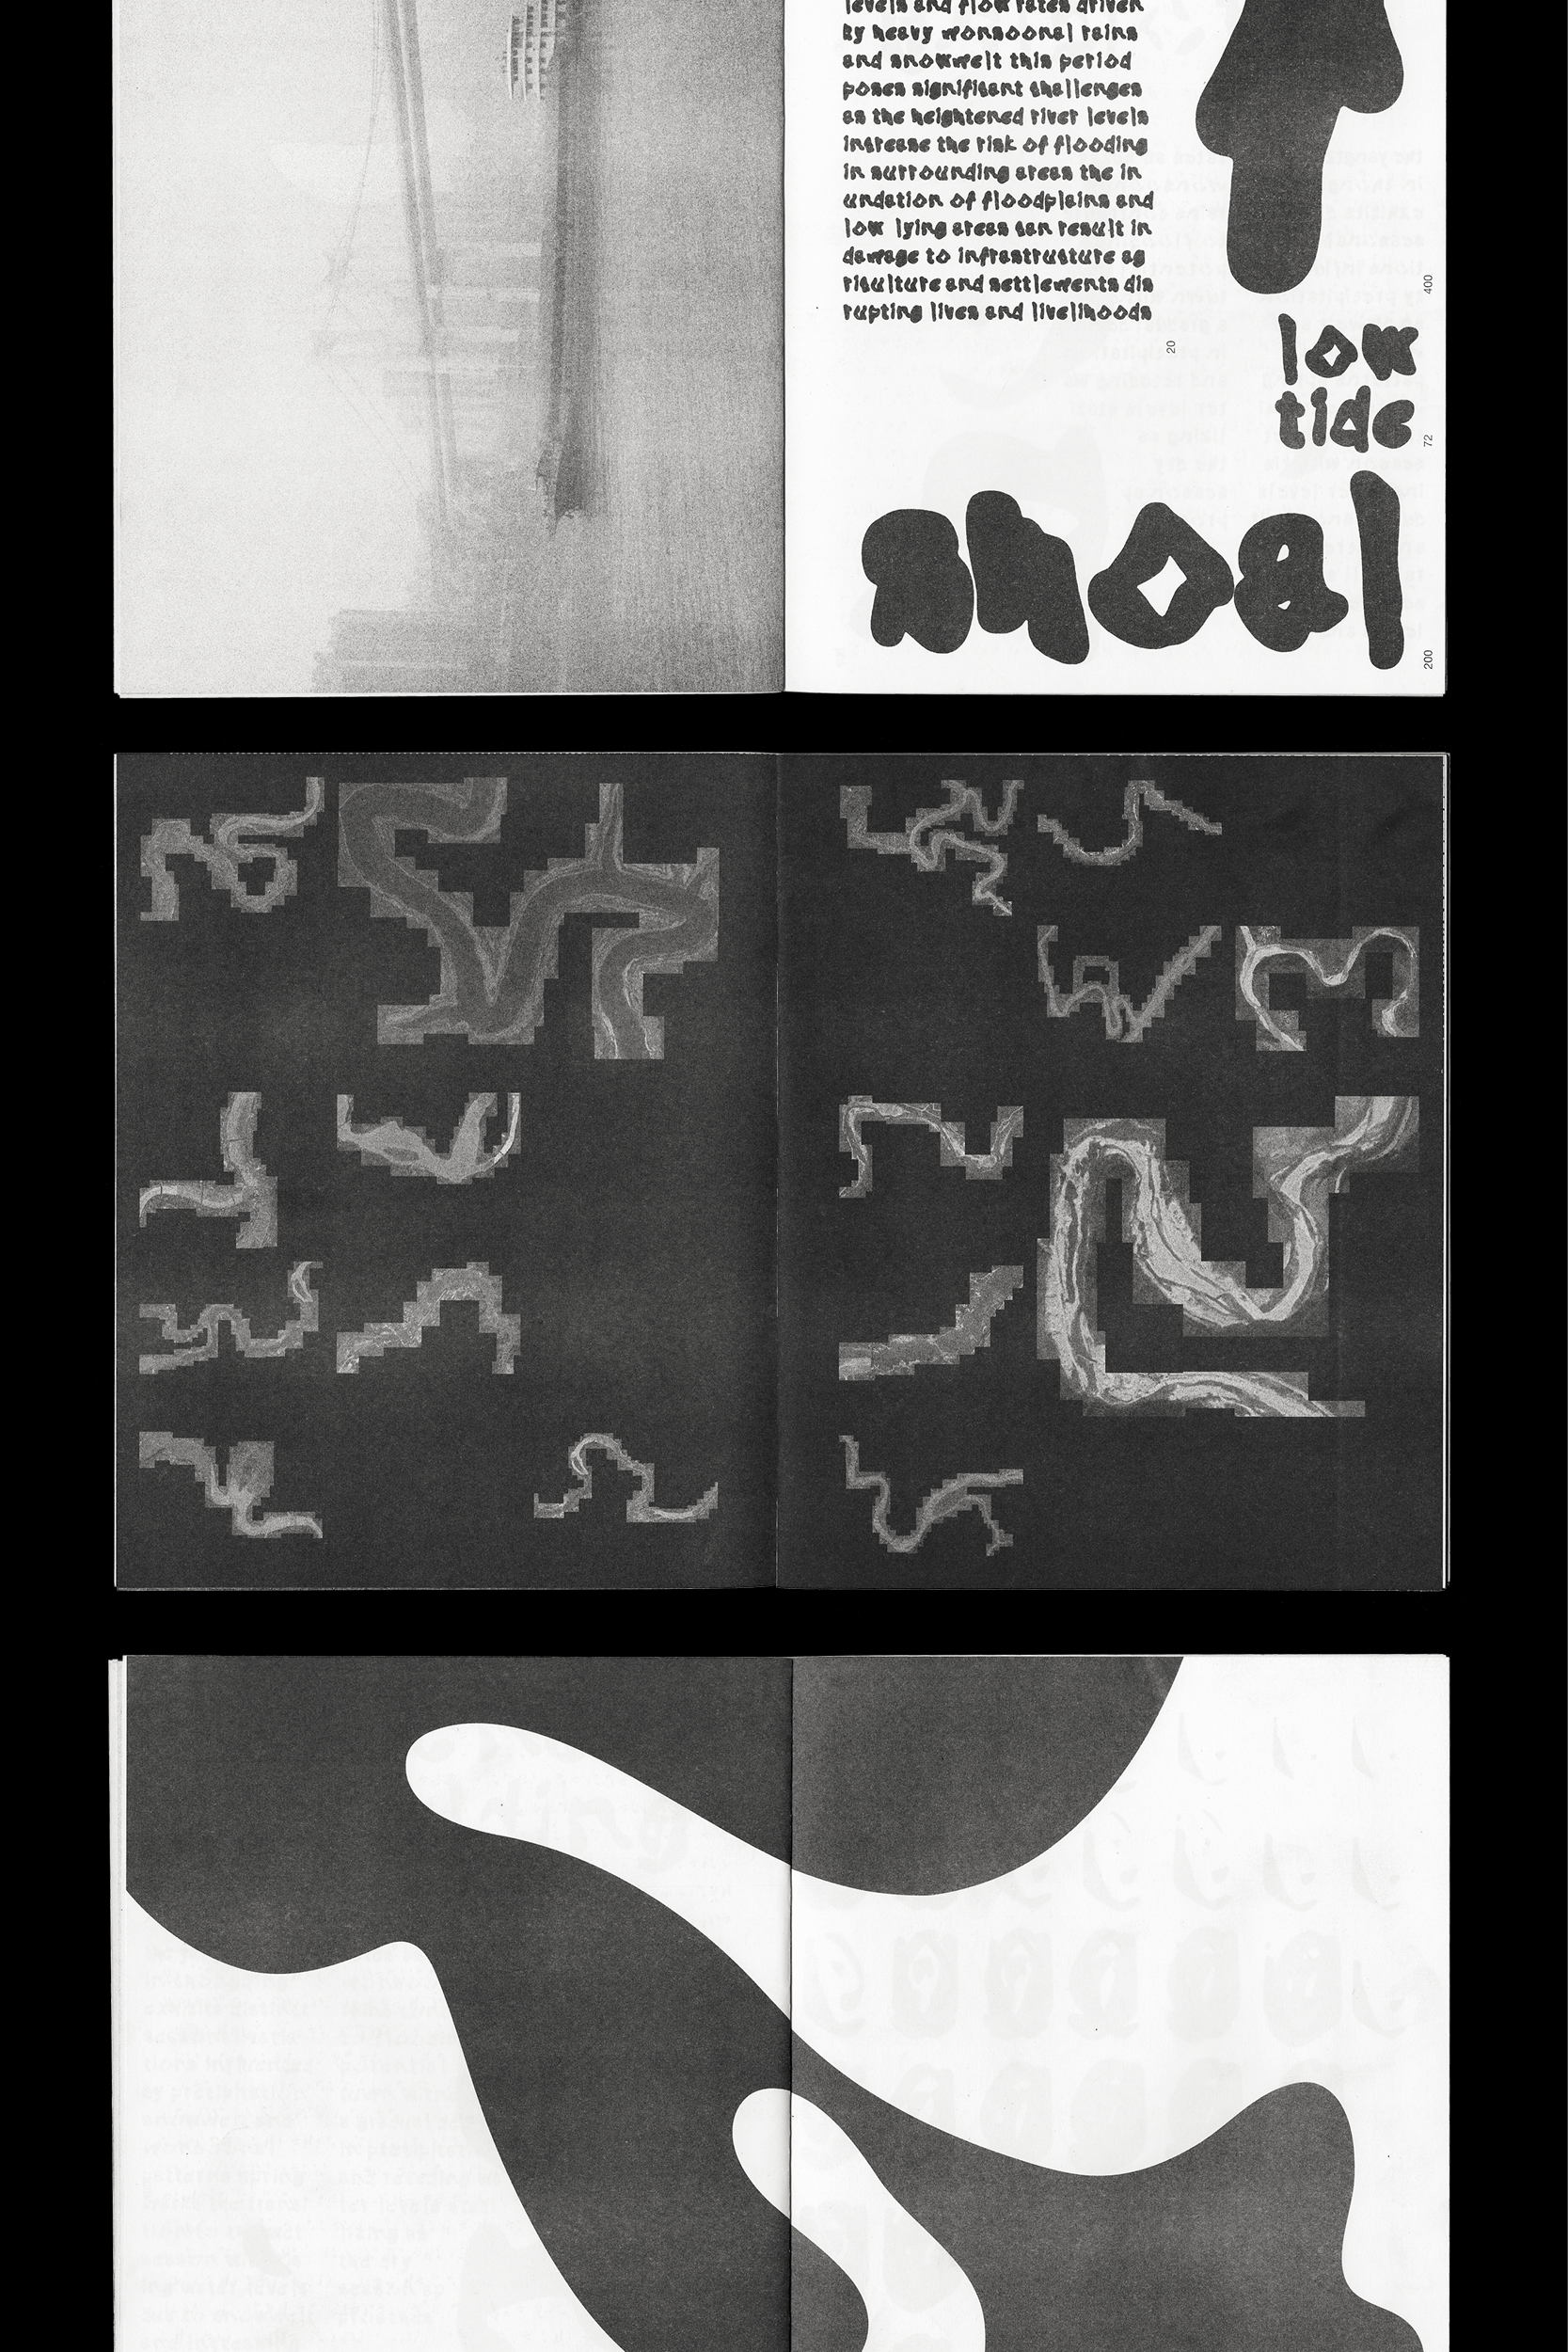 levels and flow rates driven
by heavy monsoonal rains
and snowmelt this period
poses significant challenges
as the heightened river levels
increase the risk of flooding
in surrounding areas the in
undation of floodplains and
low lying areas can result in
damage to infrastructure ag
riculture and settlements dis
rupting lives and livelihoods
20
400
low
tide
72
shoal
200